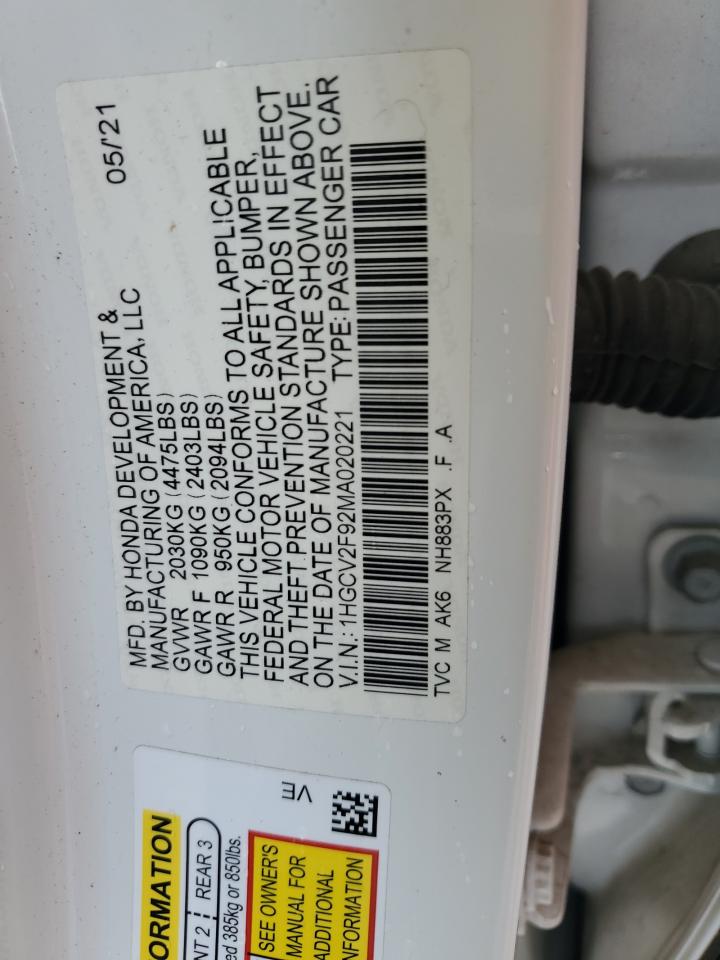 MFD. BY HONDA DEVELOPMENT & 05/'21
MANUFACTURING OF AMERICA, LLC
GVWR 2030KG (4475LBS)
GAWR F 1090KG (2403LBS)
GAWR R 950KG (2094LBS)
THIS VEHICLE CONFORMS TO ALL APPLICABLE
FEDERAL MOTOR VEHICLE SAFETY, BUMPER,
AND THEFT PREVENTION STANDARDS IN EFFECT
ON THE DATE OF MANUFACTURE SHOWN ABOVE.
V.I.N.: 1HGCV2F92MA020221 TYPE: PASSENGER CAR
TVC M AK6 NH883PX .F .A
ORMATION
NT 2 REAR 3
ed 385kg or 850lbs.
SEE OWNER'S
MANUAL FOR
ADDITIONAL
NFORMATION
VE